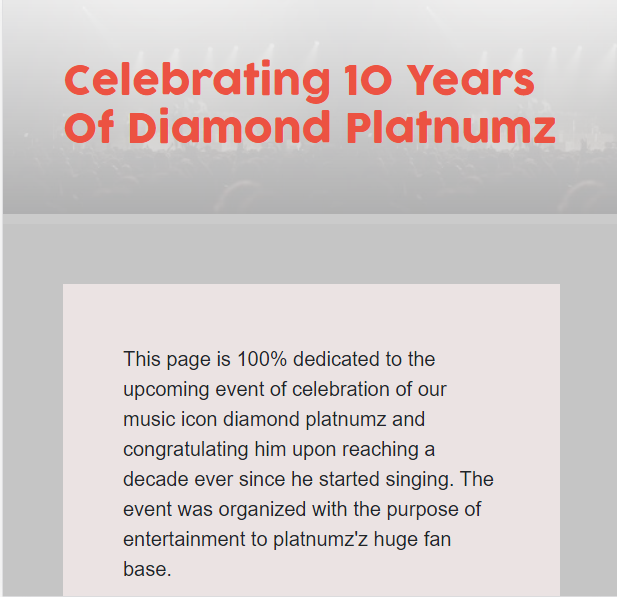 Celebrating 10 Years
Of Diamond Platnumz
This page is 100% dedicated to the
upcoming event of celebration of our
music icon diamond platnumz and
congratulating him upon reaching a
decade ever since he started singing. The
event was organized with the purpose of
entertainment to platnumz'z huge fan
base.